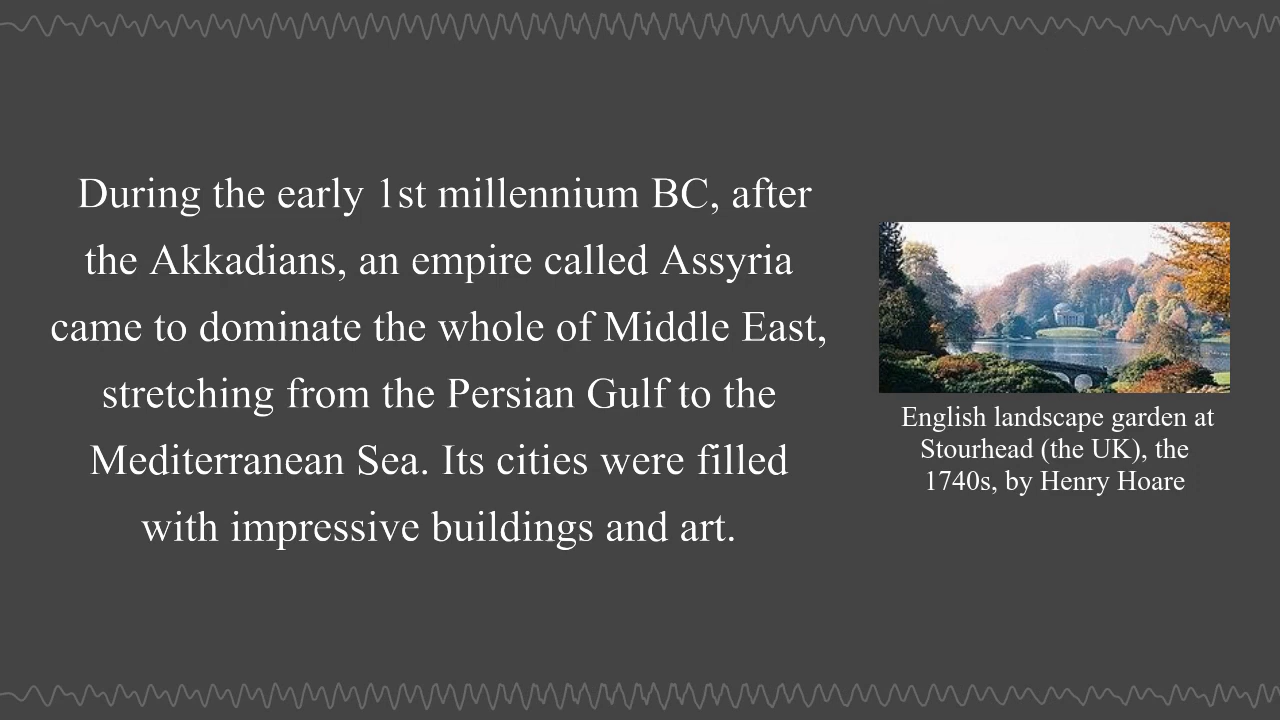 During the early 1st millennium BC, after
the Akkadians, an empire called Assyria
came to dominate the whole of Middle East,
stretching from the Persian Gulf to the
Mediterranean Sea. Its cities were filled
with impressive buildings and art.
English landscape garden at
Stourhead (the UK), the
1740s, by Henry Hoare